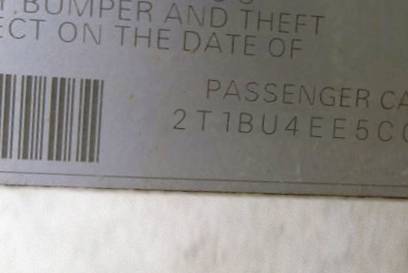 BUMPER AND THEFT
ECT ON THE DATE OF
PASSENGER CA
2T1BU4EE5C